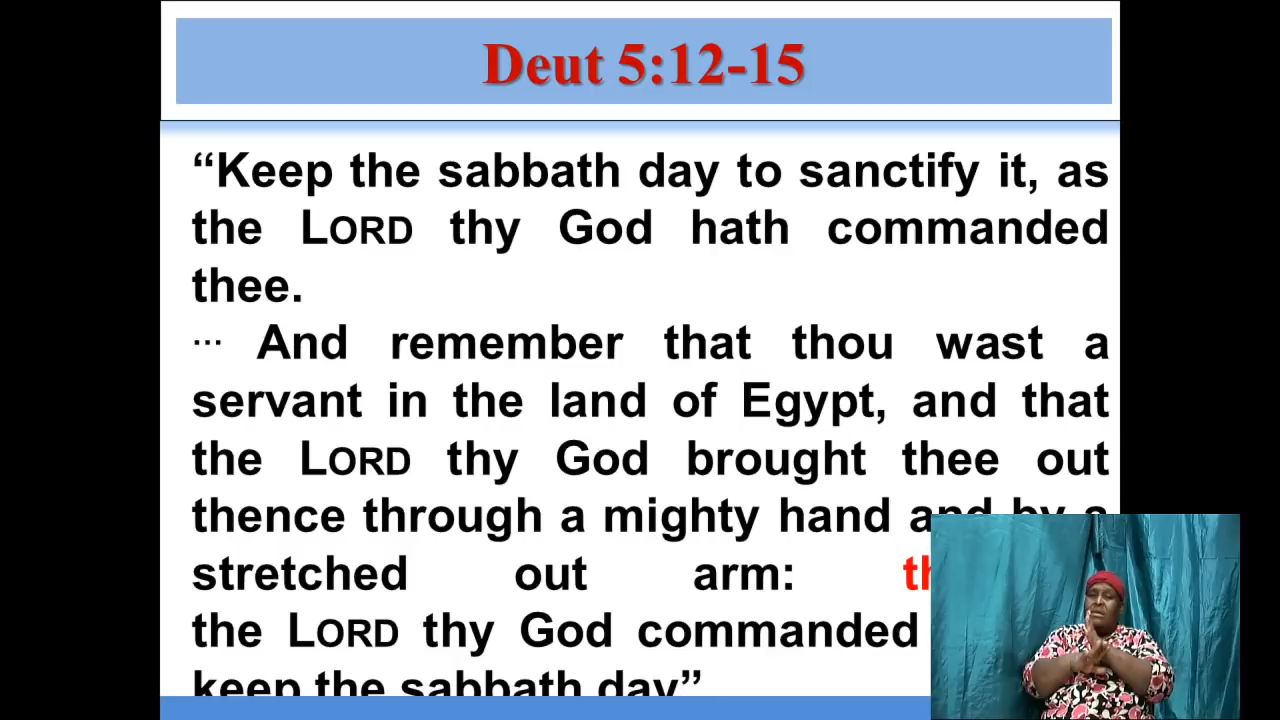 Deut 5:12-15
“Keep the sabbath day to sanctify it, as
the LORD thy God hath commanded
thee.
... And remember that thou wast a
servant in the land of Egypt, and that
the LORD thy God brought thee out
thence through a mighty hand and by a
stretched out arm:
the LORD thy God commanded
keep the sabbath day”